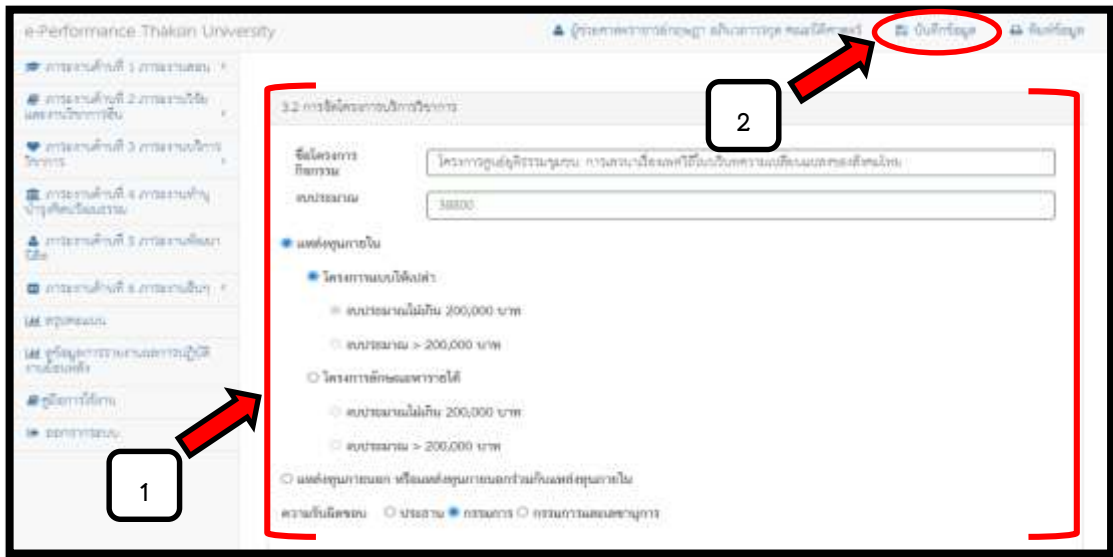 e-Performance Thaksin University
บันทึกข้อมูล
พิมพ์ข้อมูล
ภาระงานด้านที่ 1 ภาระงานสอน
ภาระงานด้านที่ 2 ภาระงานวิจัย
และงานวิชาการอื่น
ภาระงานด้านที่ 3 ภาระงานบริการ
วิชาการ
ภาระงานด้านที่ 4 ภาระงานทำนุ
บำรุงศิลปวัฒนธรรม
ภาระงานด้านที่ 5 ภาระงานพัฒนา
นิสิต
ภาระงานด้านที่ 6 ภาระงานอื่นๆ
สรุปคะแนน
คู่มือการใช้งาน
ออกจากระบบ
3.2 การจัดโครงการบริการวิชาการ
ชื่อโครงการ
กิจกรรม
งบประมาณ
38800
แหล่งทุนภายใน
โครงการแบบให้เปล่า
งบประมาณไม่เกิน 200,000 บาท
งบประมาณ > 200,000 บาท
โครงการลักษณะหารายได้
งบประมาณไม่เกิน 200,000 บาท
งบประมาณ > 200,000 บาท
แหล่งทุนภายนอก หรือแหล่งทุนภายนอกร่วมกับแหล่งทุนภายใน
ความรับผิดชอบ ประธาน กรรมการ กรรมการและเลขานุการ
1
2